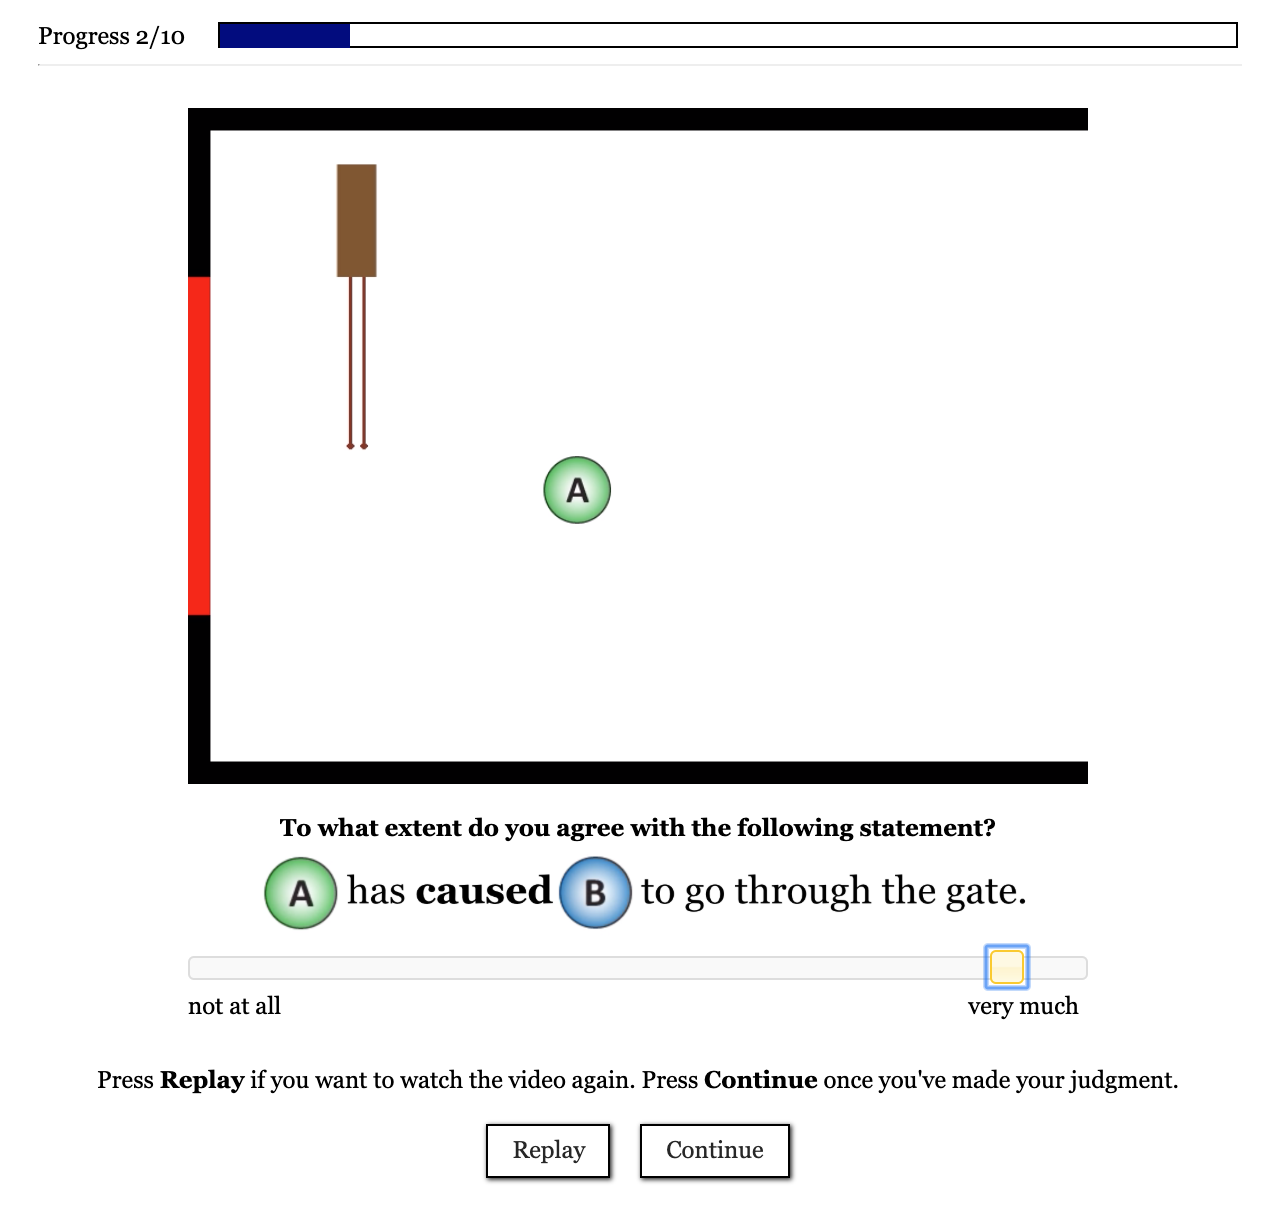 Progress 2/10
A
To what extent do you agree with the following statement?
A has caused B to go through the gate.
not at all very much
Press Replay if you want to watch the video again. Press Continue once you've made your judgment.
Replay Continue